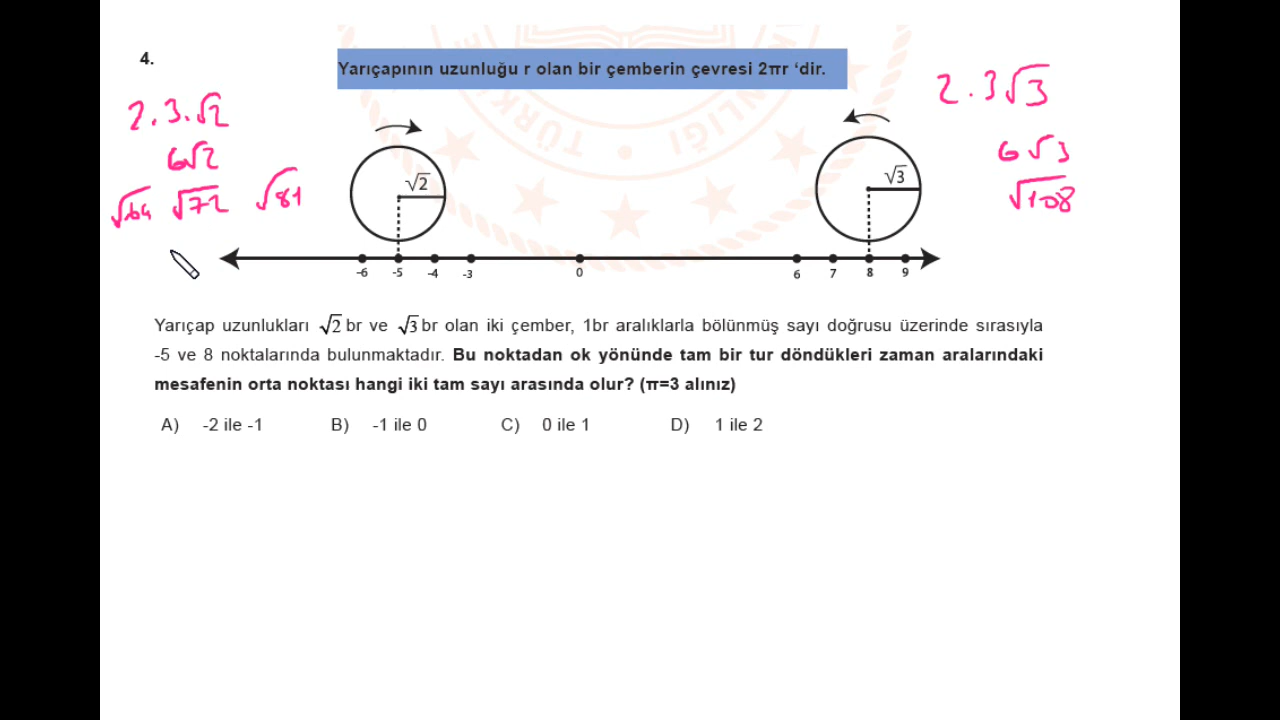 4.
Yarıçapının uzunluğu r olan bir çemberin çevresi 2πr ‘dir.
2.3.√2
6√2
√64 √72 √81
2.3√3
6√3
√108
√2
√3
-6 -5 -4 -3 0 6 7 8 9
Yarıçap uzunlukları √2 br ve √3 br olan iki çember, 1br aralıklarla bölünmüş sayı doğrusu üzerinde sırasıyla
-5 ve 8 noktalarında bulunmaktadır. Bu noktadan ok yönünde tam bir tur döndükleri zaman aralarındaki
mesafenin orta noktası hangi iki tam sayı arasında olur? (π=3 alınız)
A) -2 ile -1 B) -1 ile 0 C) 0 ile 1 D) 1 ile 2